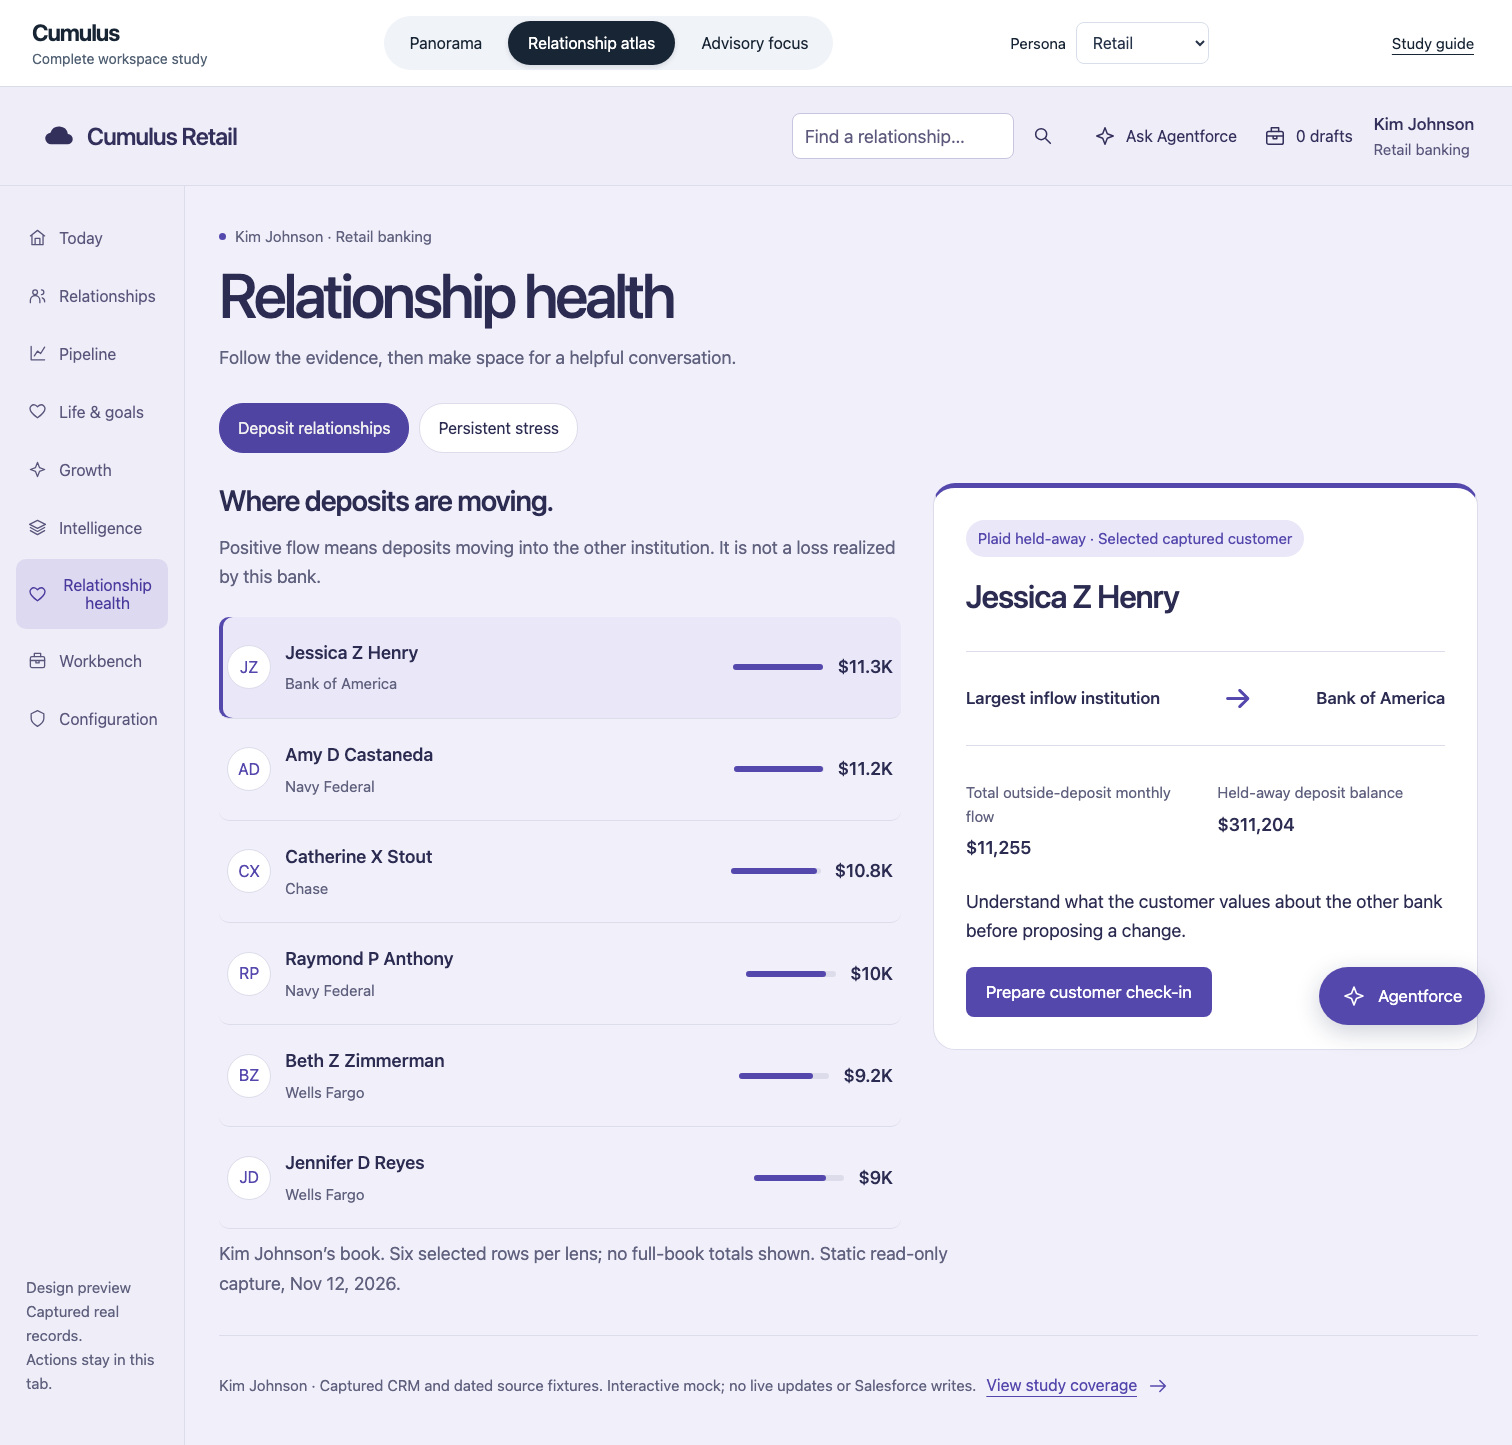 Cumulus
Complete workspace study
Panorama
Relationship atlas
Advisory focus
Persona
Retail
Study guide
Cumulus Retail
Find a relationship...
Ask Agentforce
0 drafts
Kim Johnson
Retail banking
Today
Relationships
Pipeline
Life & goals
Growth
Intelligence
Relationship
health
Workbench
Configuration
Design preview
Captured real
records.
Actions stay in this
tab.
Kim Johnson · Retail banking
Relationship health
Follow the evidence, then make space for a helpful conversation.
Deposit relationships
Persistent stress
Where deposits are moving.
Positive flow means deposits moving into the other institution. It is not a loss realized
by this bank.
JZ
Jessica Z Henry
Bank of America
$11.3K
AD
Amy D Castaneda
Navy Federal
$11.2K
CX
Catherine X Stout
Chase
$10.8K
RP
Raymond P Anthony
Navy Federal
$10K
BZ
Beth Z Zimmerman
Wells Fargo
$9.2K
JD
Jennifer D Reyes
Wells Fargo
$9K
Plaid held-away · Selected captured customer
Jessica Z Henry
Largest inflow institution
Bank of America
Total outside-deposit monthly
flow
$11,255
Held-away deposit balance
$311,204
Understand what the customer values about the other bank
before proposing a change.
Prepare customer check-in
Agentforce
Kim Johnson’s book. Six selected rows per lens; no full-book totals shown. Static read-only
capture, Nov 12, 2026.
Kim Johnson · Captured CRM and dated source fixtures. Interactive mock; no live updates or Salesforce writes.
View study coverage